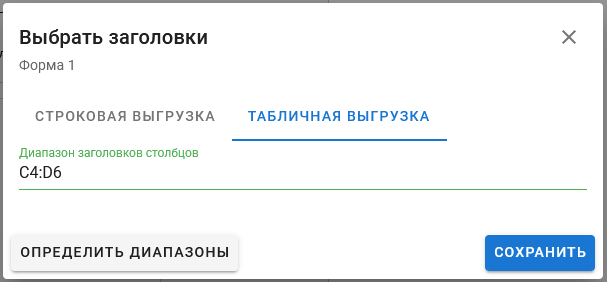 Выбрать заголовки
Форма 1
СТРОКОВАЯ ВЫГРУЗКА ТАБЛИЧНАЯ ВЫГРУЗКА
Диапазон заголовков столбцов
C4:D6
ОПРЕДЕЛИТЬ ДИАПАЗОНЫ СОХРАНИТЬ